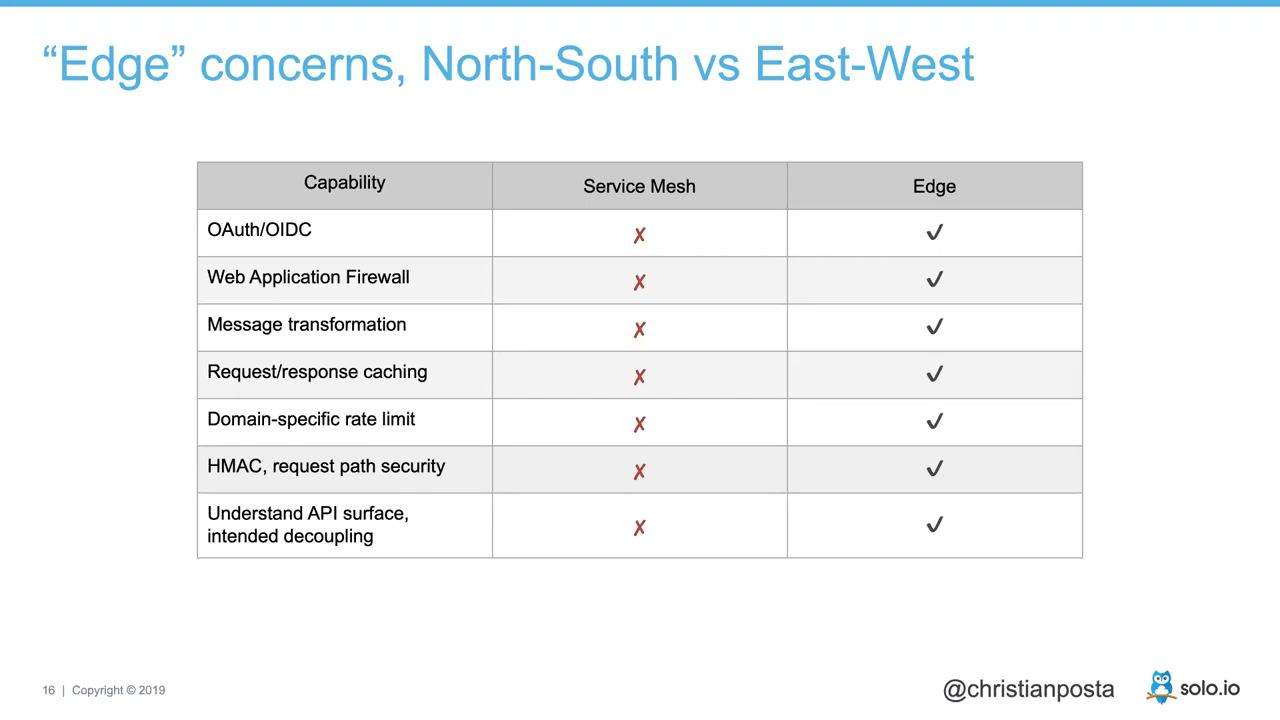 “Edge” concerns, North-South vs East-West
Capability Service Mesh Edge
OAuth/OIDC ✗ ✓
Web Application Firewall ✗ ✓
Message transformation ✗ ✓
Request/response caching ✗ ✓
Domain-specific rate limit ✗ ✓
HMAC, request path security ✗ ✓
Understand API surface,
intended decoupling ✗ ✓
16 | Copyright © 2019
@christianposta
solo.io